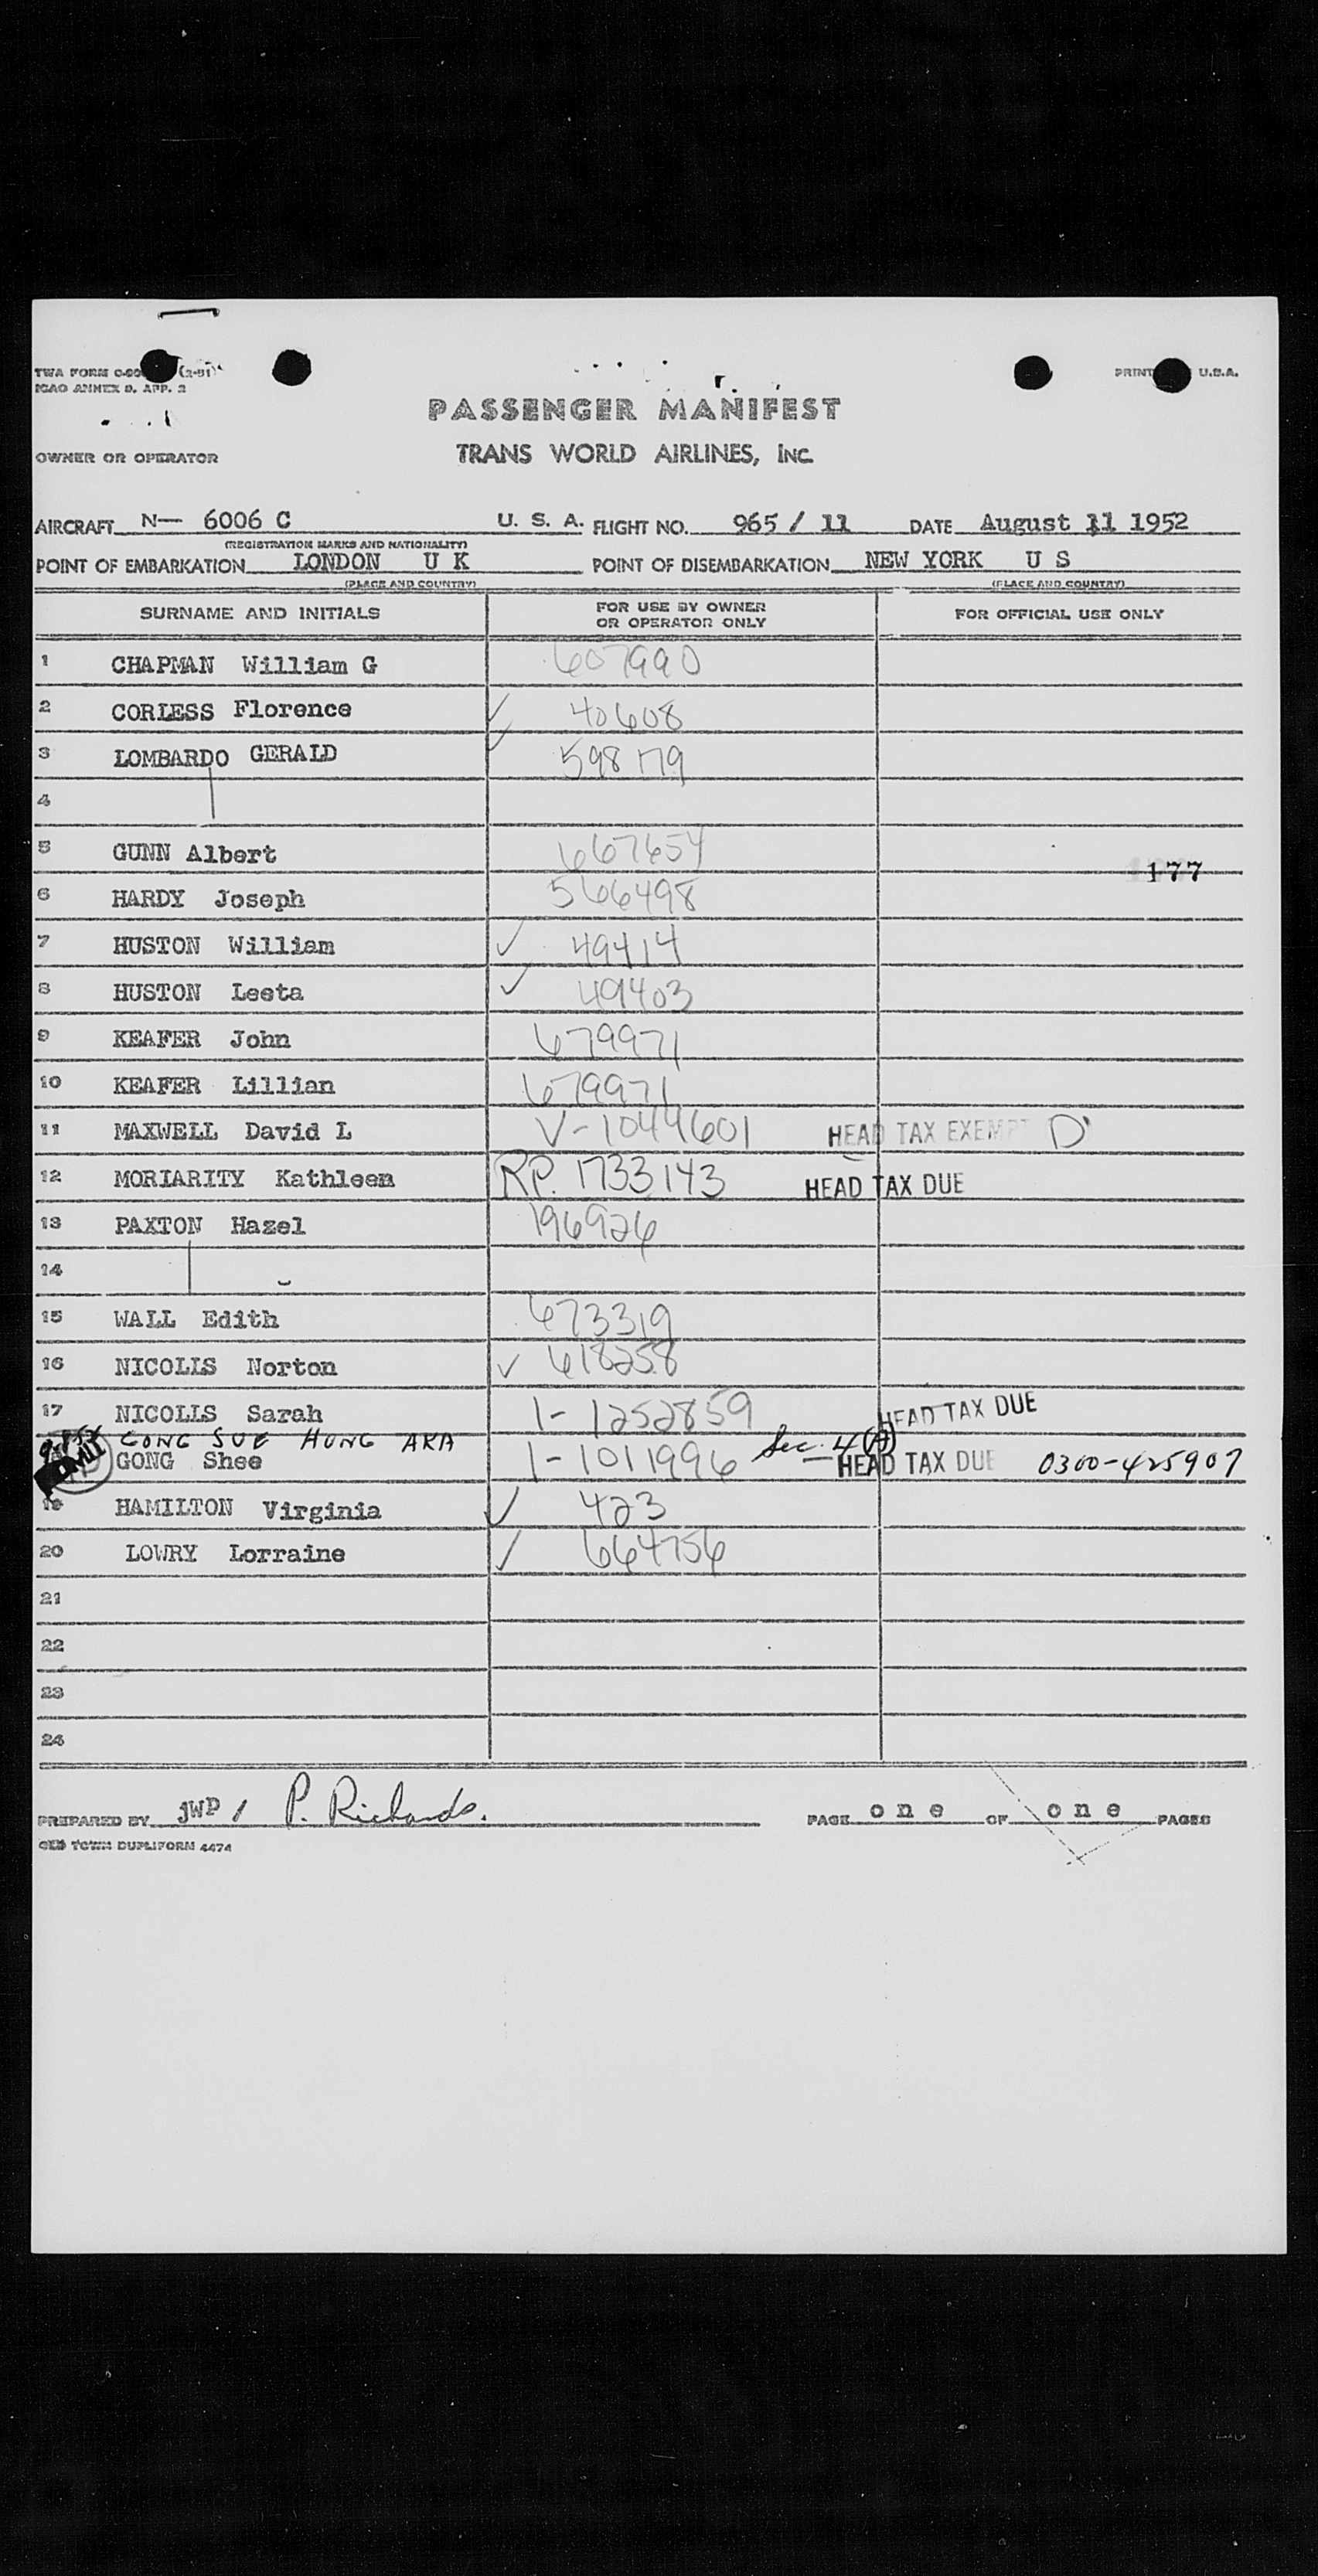 TWA FORM (2-51)
ICAO ANNEX 9, APP. 2
PRINT U.S.A.
PASSENGER MANIFEST
OWNER OR OPERATOR TRANS WORLD AIRLINES, INC.
AIRCRAFT N— 6006 C U. S. A. FLIGHT NO. 965 / 11 DATE August 11 1952
(REGISTRATION MARKS AND NATIONALITY)
POINT OF EMBARKATION LONDON U K POINT OF DISEMBARKATION NEW YORK U S
(PLACE AND COUNTRY) (PLACE AND COUNTRY)
SURNAME AND INITIALS FOR USE BY OWNER OR OPERATOR ONLY FOR OFFICIAL USE ONLY
1 CHAPMAN William G 607990
2 CORLESS Florence ✓ 40608
3 LOMBARDO GERALD ✓ 598179
4
5 GUNN Albert 667654
177
6 HARDY Joseph 566498
7 HUSTON William ✓ 49414
8 HUSTON Leeta ✓ 49403
9 KEAFER John 679971
10 KEAFER Lillian 679971
11 MAXWELL David L V-1044601 HEAD TAX EXEMPT D
12 MORIARITY Kathleen RP. 1733143 HEAD TAX DUE
13 PAXTON Hazel 196926
14
15 WALL Edith 673319
16 NICOLLS Norton ✓ 618258
17 NICOLLS Sarah 1-1252859 HEAD TAX DUE
GONG SUE HUNG AKA
GONG Shee 1-1011996 Sec. 4(A) HEAD TAX DUE 0300-425907
19 HAMILTON Virginia ✓ 423
20 LOWRY Lorraine ✓ 664756
21
22
23
24
PREPARED BY JWP / P. Richards. PAGE one OF one PAGES
OLD TOWN DUPLIFORM 4474